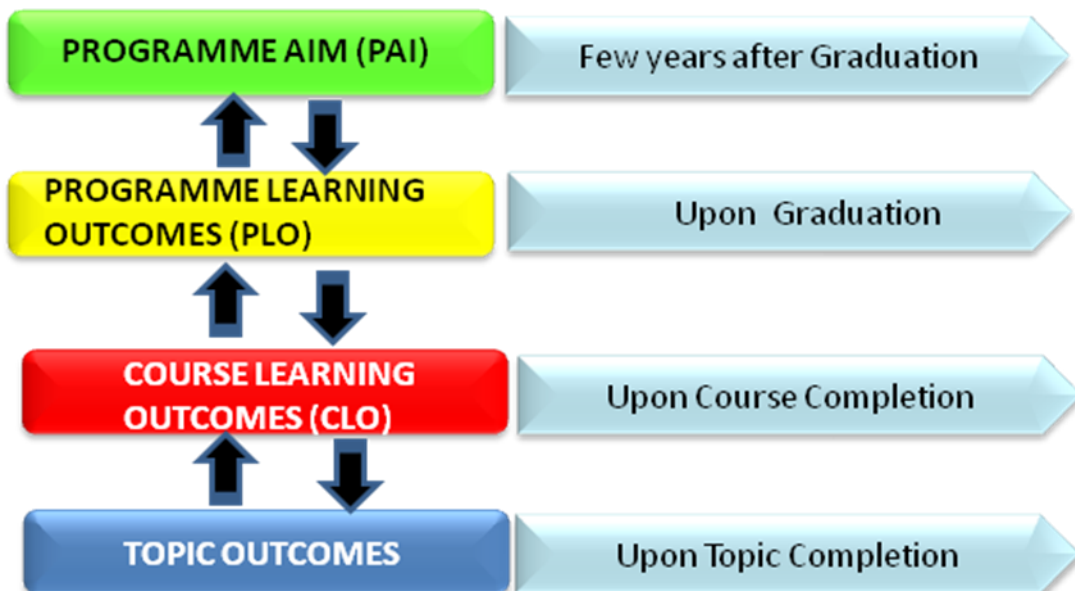 PROGRAMME AIM (PAI)
Few years after Graduation
PROGRAMME LEARNING
OUTCOMES (PLO)
Upon Graduation
COURSE LEARNING
OUTCOMES (CLO)
Upon Course Completion
TOPIC OUTCOMES
Upon Topic Completion